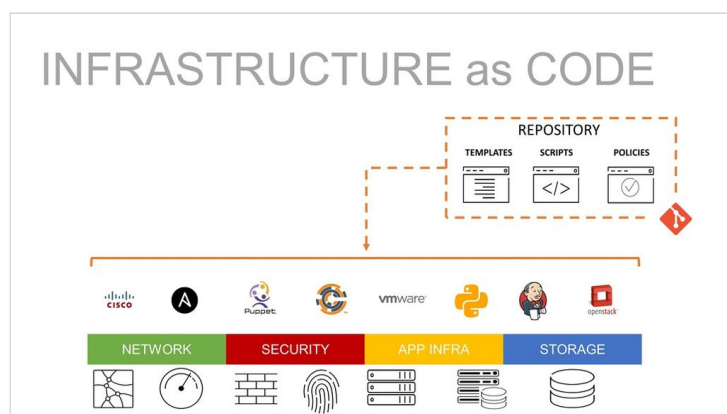 INFRASTRUCTURE as CODE
REPOSITORY
TEMPLATES SCRIPTS POLICIES
</>
CISCO A Puppet vmware openstack
NETWORK SECURITY APP INFRA STORAGE